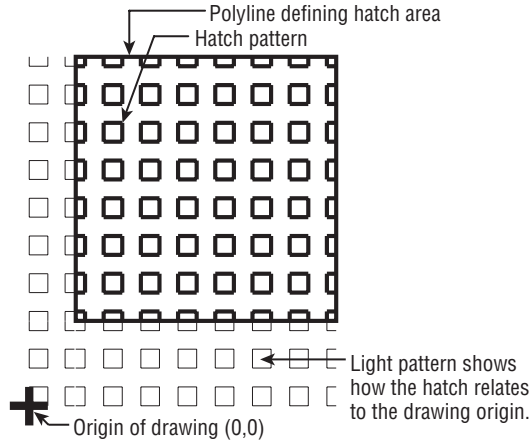 Polyline defining hatch area
Hatch pattern
Light pattern shows
how the hatch relates
to the drawing origin.
Origin of drawing (0,0)